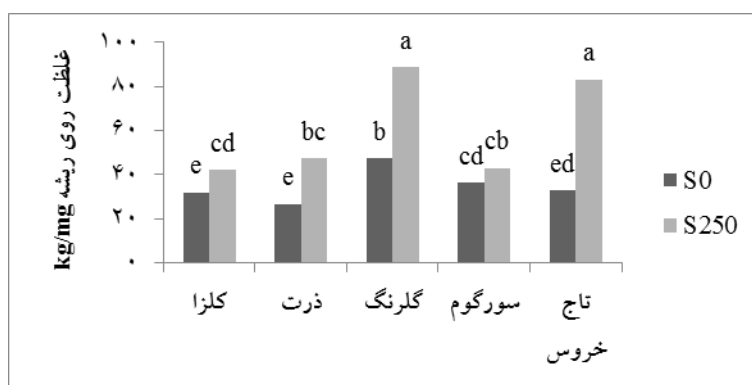 غلظت روی ریشه kg/mg
۱۰۰
۸۰
۶۰
۴۰
۲۰
۰
e
cd
e
bc
b
a
cd
cb
ed
a
کلزا
ذرت
گلرنگ
سورگوم
تاج
خروس
S0
S250